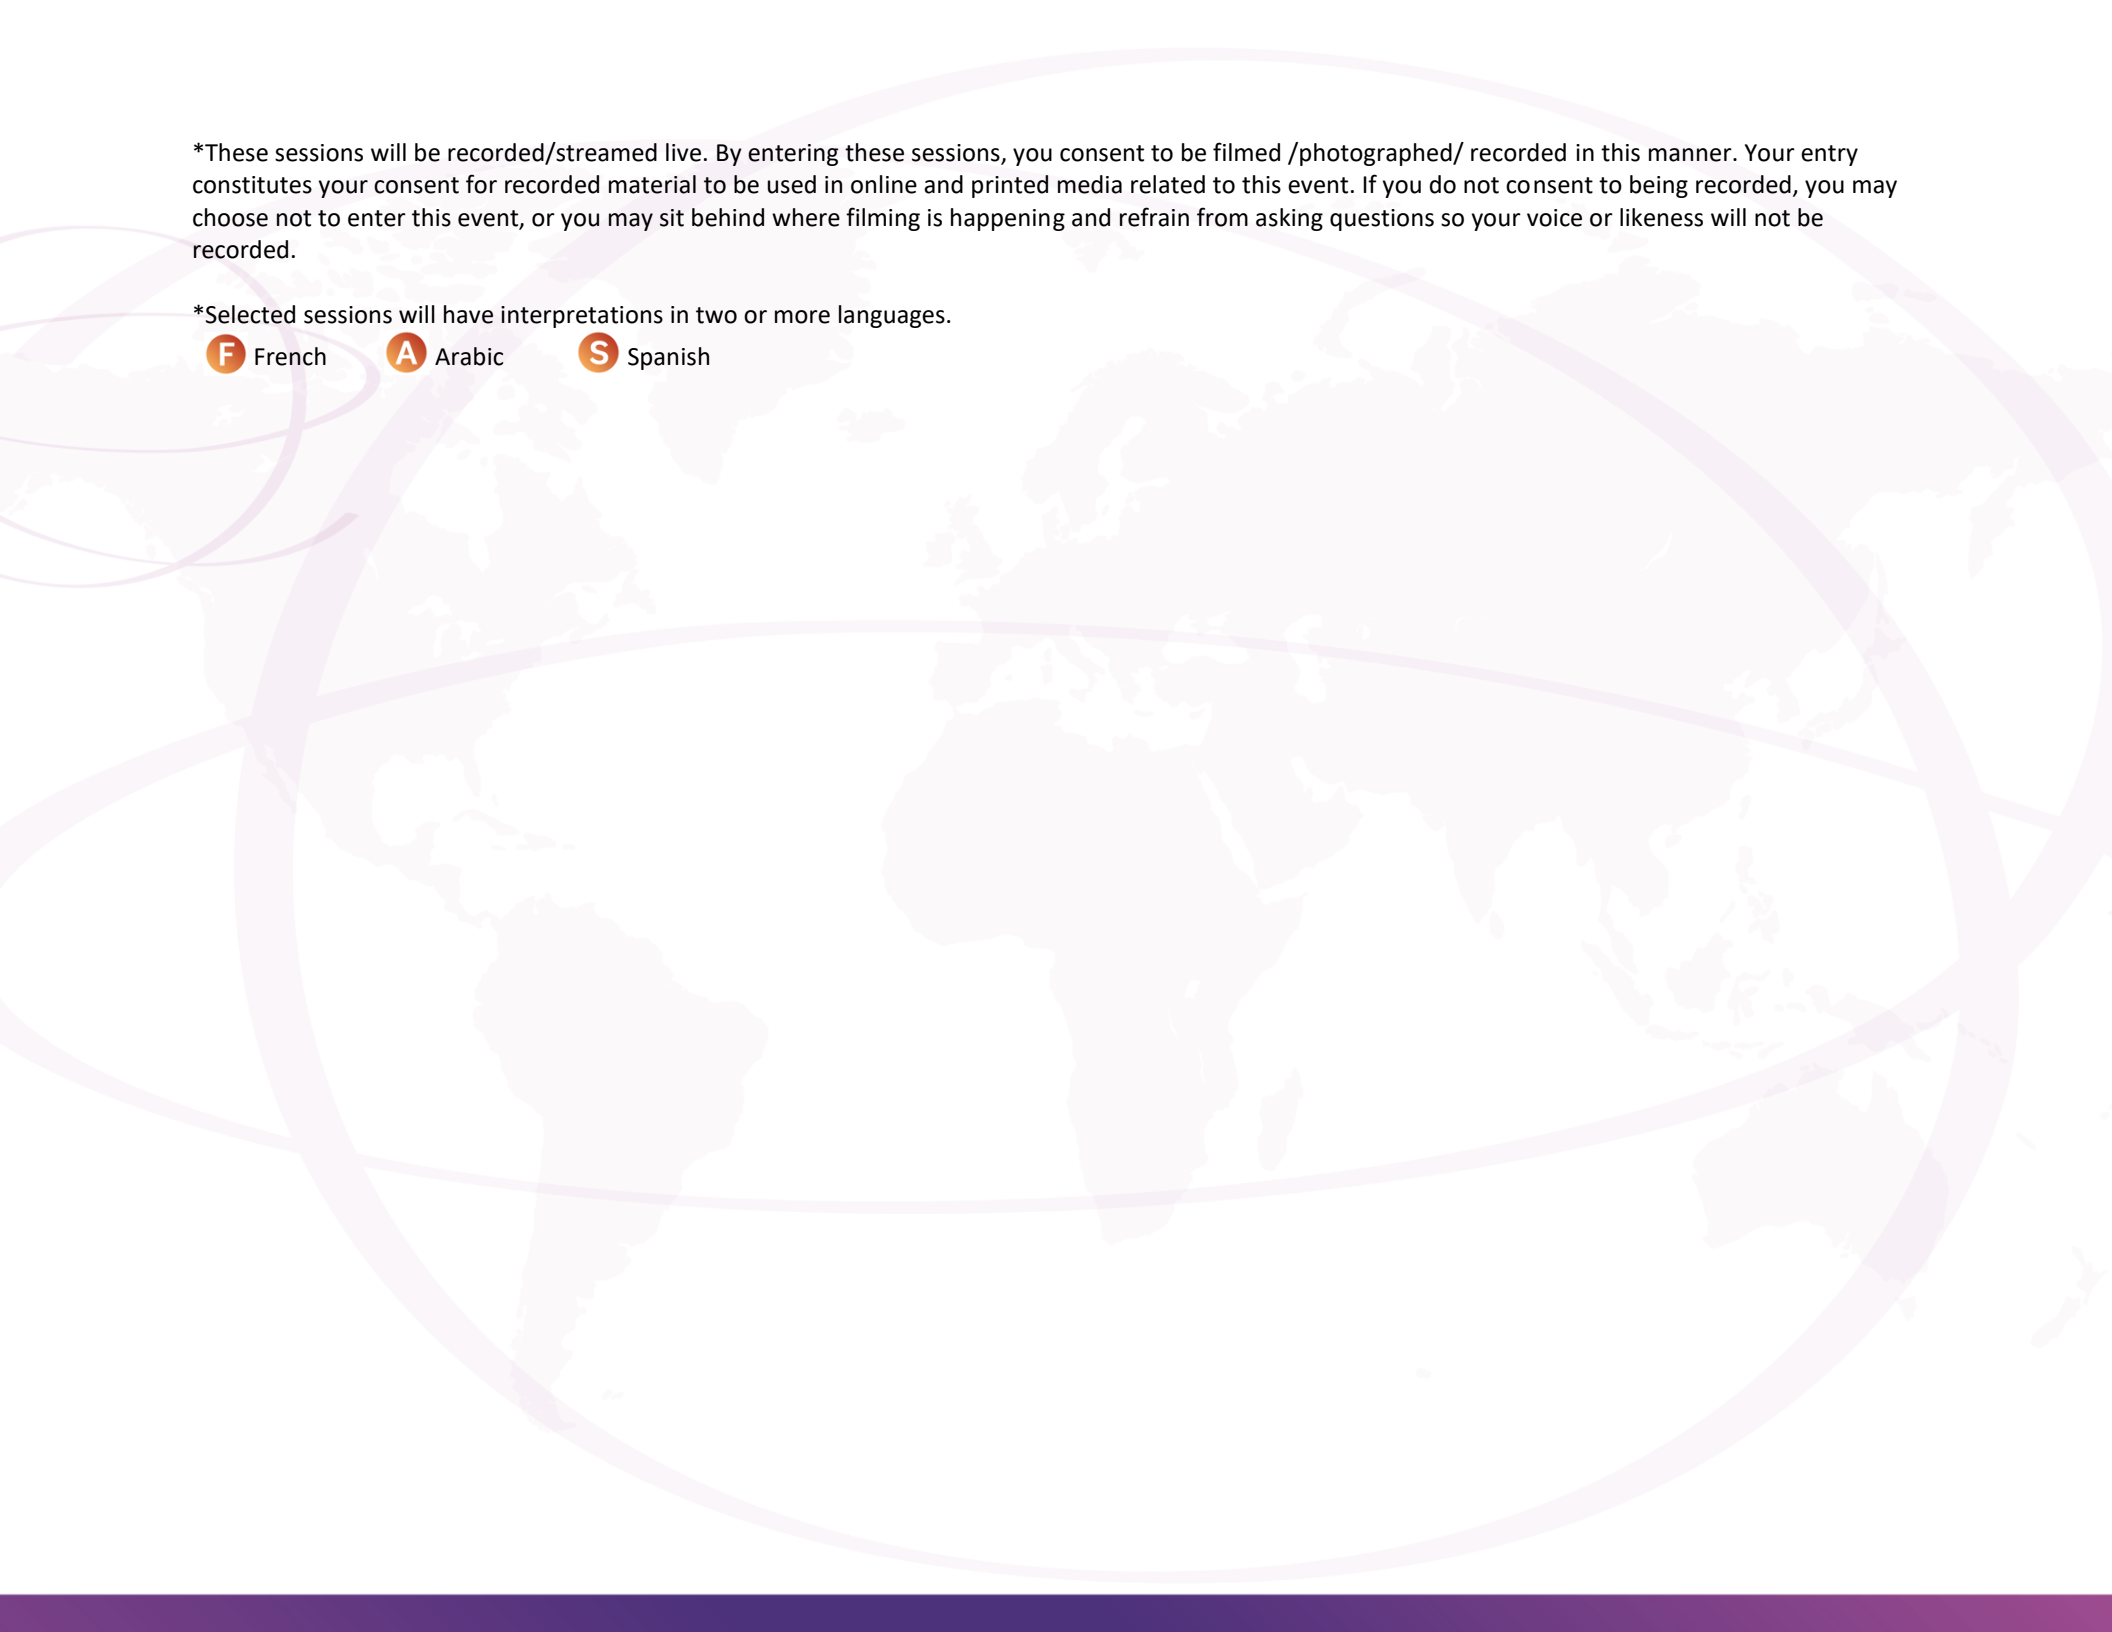 *These sessions will be recorded/streamed live. By entering these sessions, you consent to be filmed /photographed/ recorded in this manner. Your entry
constitutes your consent for recorded material to be used in online and printed media related to this event. If you do not consent to being recorded, you may
choose not to enter this event, or you may sit behind where filming is happening and refrain from asking questions so your voice or likeness will not be
recorded.
*Selected sessions will have interpretations in two or more languages.
F French A Arabic S Spanish